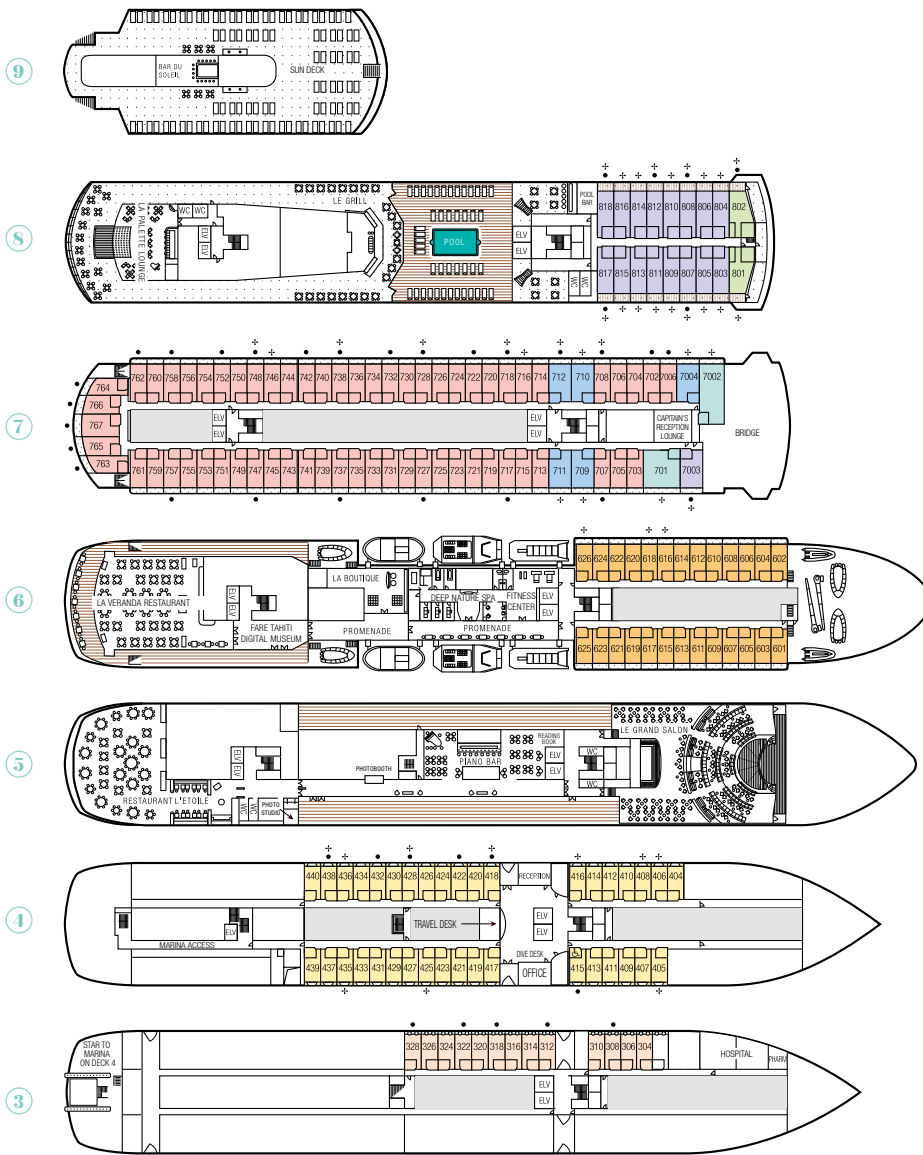 9
BAR DU
SOLEIL
SUN DECK
8
LA PALETTE LOUNGE
WC
WC
ELV
ELV
LE GRILL
POOL
POOL
BAR
ELV
ELV
WC
WC
818 816 814 812 810 808 806 804 802
817 815 813 811 809 807 805 803 801
7
764
766
767
765
763
762 760 758 756 754 752 750 748 746 744 742 740 738 736 734 732 730 728 726 724 722 720 718 716 714 712 710 708 706 704 702 7006 7004 7002
ELV
ELV
ELV
ELV
CAPITAIN'S
RECEPTION
LOUNGE
BRIDGE
761 759 757 755 753 751 749 747 745 743 741 739 737 735 733 731 729 727 725 723 721 719 717 715 713 711 709 707 705 703 701 7003
6
LA VERANDA RESTAURANT
ELV
ELV
FARE TAHITI
DIGITAL MUSEUM
LA BOUTIQUE
PROMENADE
DEEP NATURE SPA
FITNESS
CENTER
PROMENADE
ELV
ELV
626 624 622 620 618 616 614 612 610 608 606 604 602
625 623 621 619 617 615 613 611 609 607 605 603 601
5
RESTAURANT L'ETOILE
ELV
ELV
WC
WC
PHOTO
STUDIO
PHOTOBOOTH
PIANO BAR
READING
BOOK
ELV
ELV
WC
WC
LE GRAND SALON
4
440 438 436 434 432 430 428 426 424 422 420 418
RECEPTION
416 414 412 410 408 406 404
MARINA ACCESS
ELV
TRAVEL DESK
ELV
ELV
DIVE DESK
OFFICE
439 437 435 433 431 429 427 425 423 421 419 417
415 413 411 409 407 405
3
STAR TO
MARINA
ON DECK 4
328 326 324 322 320 318 316 314 312
310 308 306 304
HOSPITAL
PHARM
ELV
ELV